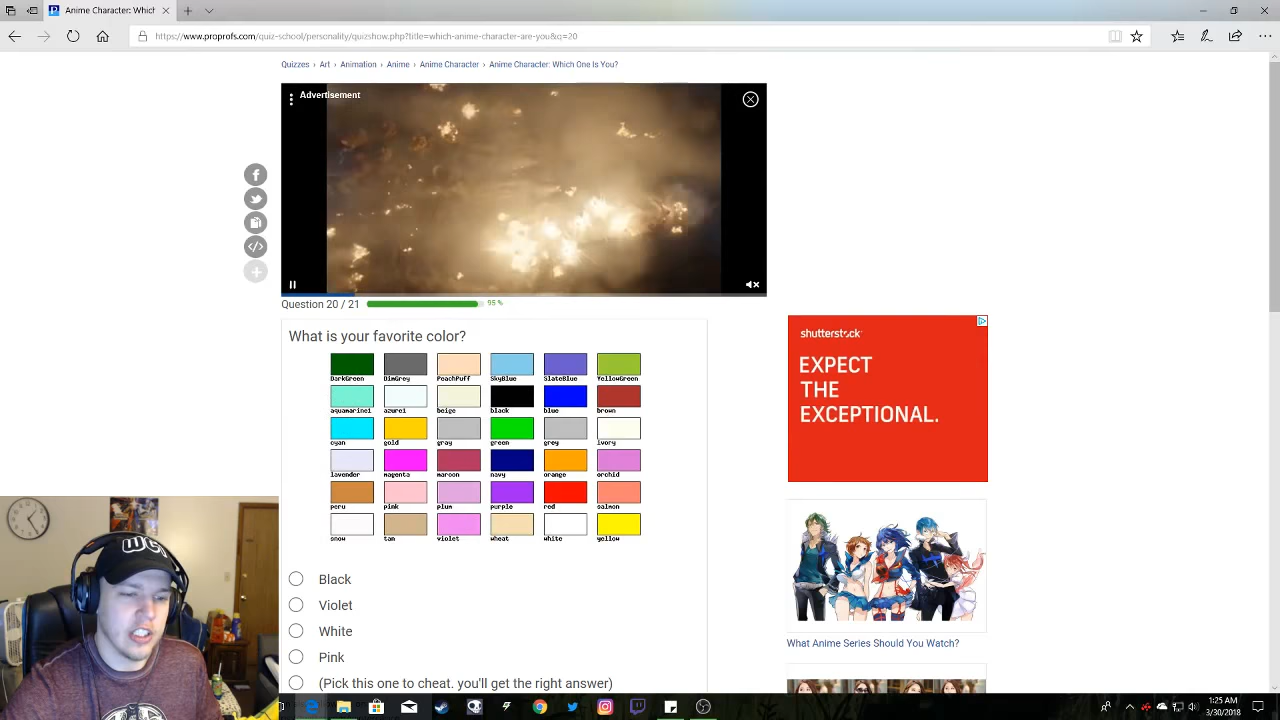 Anime Character: Which One
https://www.proprofs.com/quiz-school/personality/quizshow.php?title=which-anime-character-are-you&q=20
Quizzes › Art › Animation › Anime › Anime Character › Anime Character: Which One Is You?
Advertisement
Question 20 / 21
95 %
What is your favorite color?
DarkGreen DimGrey PeachPuff SkyBlue SlateBlue YellowGreen
aquamarine1 azure1 beige black blue brown
cyan gold gray green grey ivory
lavender magenta maroon navy orange orchid
peru pink plum purple red salmon
snow tan violet wheat white yellow
Black
Violet
White
Pink
(Pick this one to cheat. you'll get the right answer)
shutterstock
EXPECT
THE
EXCEPTIONAL.
What Anime Series Should You Watch?
1:25 AM
3/30/2018